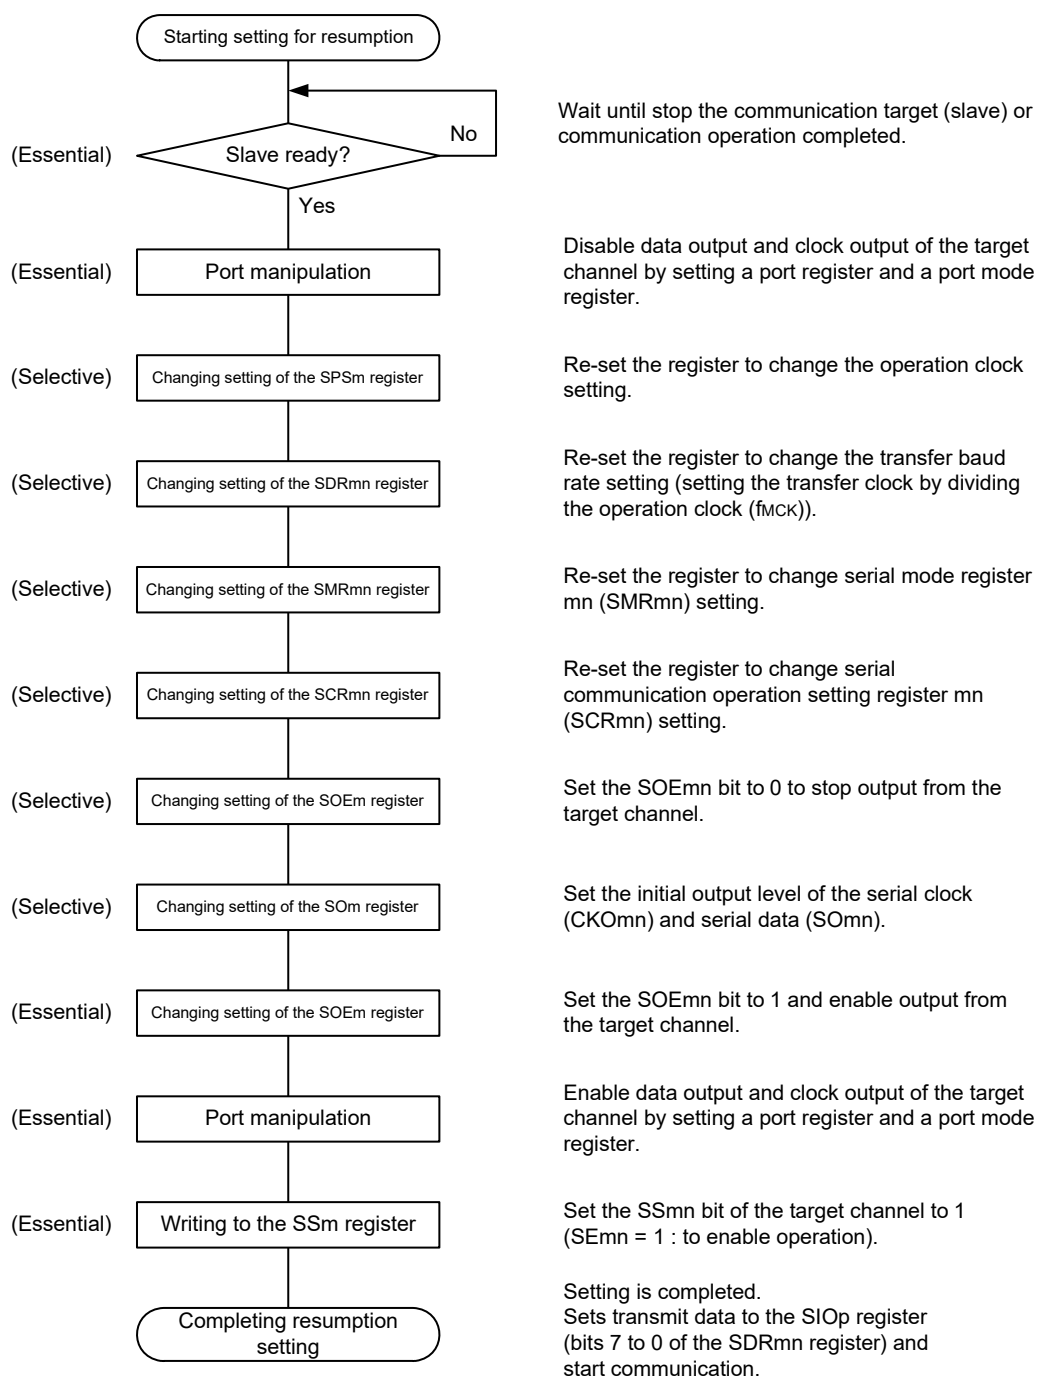 Starting setting for resumption
Wait until stop the communication target (slave) or
communication operation completed.
No
(Essential)
Slave ready?
Yes
(Essential)
Port manipulation
Disable data output and clock output of the target
channel by setting a port register and a port mode
register.
(Selective)
Changing setting of the SPSm register
Re-set the register to change the operation clock
setting.
(Selective)
Changing setting of the SDRmn register
Re-set the register to change the transfer baud
rate setting (setting the transfer clock by dividing
the operation clock (fMCK)).
(Selective)
Changing setting of the SMRmn register
Re-set the register to change serial mode register
mn (SMRmn) setting.
(Selective)
Changing setting of the SCRmn register
Re-set the register to change serial
communication operation setting register mn
(SCRmn) setting.
(Selective)
Changing setting of the SOEm register
Set the SOEmn bit to 0 to stop output from the
target channel.
(Selective)
Changing setting of the SOm register
Set the initial output level of the serial clock
(CKOmn) and serial data (SOmn).
(Essential)
Changing setting of the SOEm register
Set the SOEmn bit to 1 and enable output from
the target channel.
(Essential)
Port manipulation
Enable data output and clock output of the target
channel by setting a port register and a port mode
register.
(Essential)
Writing to the SSm register
Set the SSmn bit of the target channel to 1
(SEmn = 1 : to enable operation).
Completing resumption
setting
Setting is completed.
Sets transmit data to the SIOp register
(bits 7 to 0 of the SDRmn register) and
start communication.